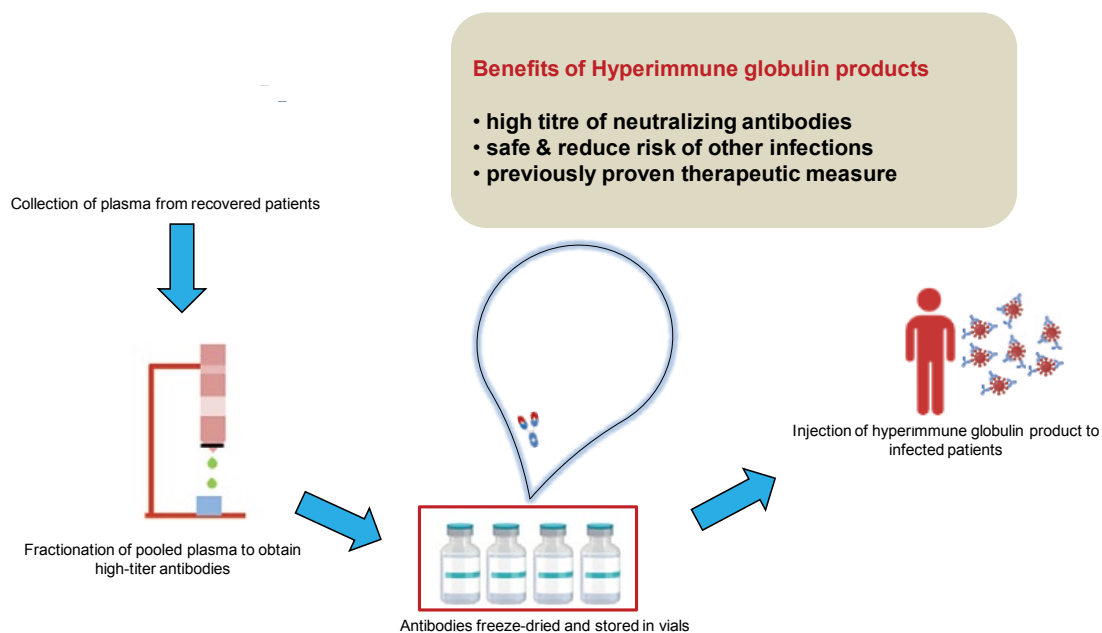 Benefits of Hyperimmune globulin products
• high titre of neutralizing antibodies
• safe & reduce risk of other infections
• previously proven therapeutic measure
Collection of plasma from recovered patients
Fractionation of pooled plasma to obtain
high-titer antibodies
Antibodies freeze-dried and stored in vials
Injection of hyperimmune globulin product to
infected patients